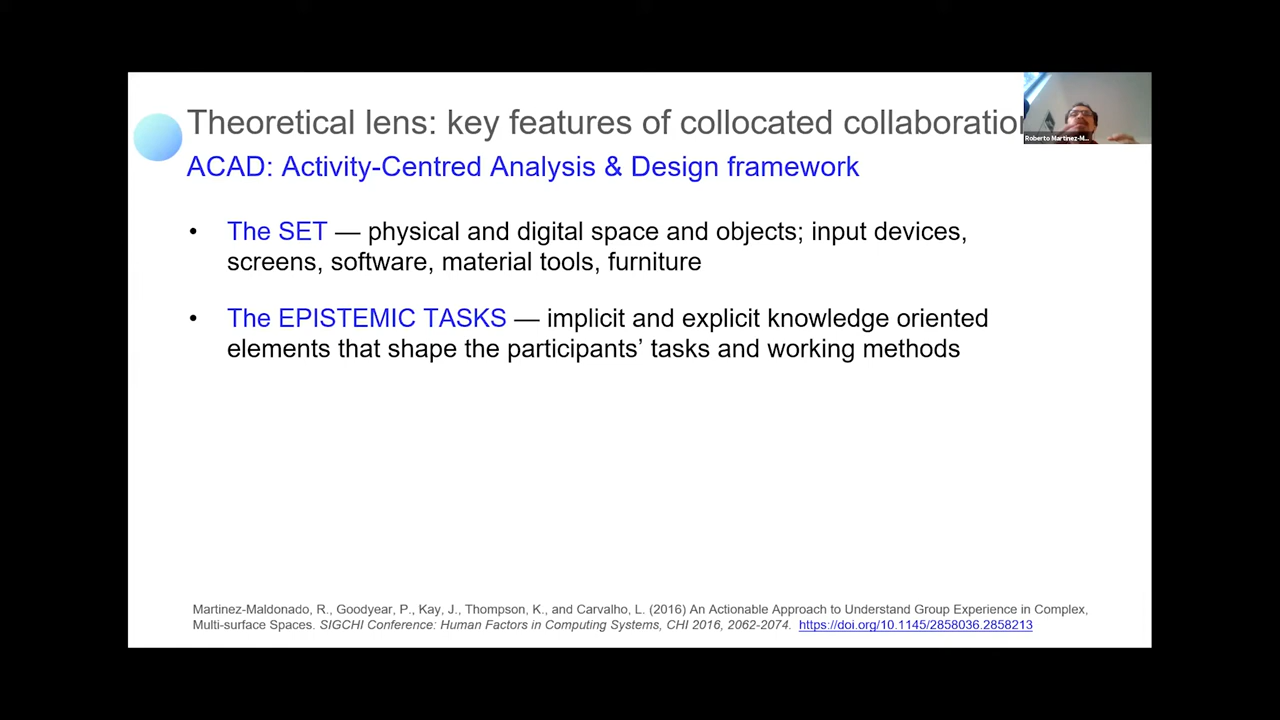 Theoretical lens: key features of collocated collaboration
Roberto Martinez-M...
ACAD: Activity-Centred Analysis & Design framework
• The SET — physical and digital space and objects; input devices,
screens, software, material tools, furniture
• The EPISTEMIC TASKS — implicit and explicit knowledge oriented
elements that shape the participants’ tasks and working methods
Martinez-Maldonado, R., Goodyear, P., Kay, J., Thompson, K., and Carvalho, L. (2016) An Actionable Approach to Understand Group Experience in Complex,
Multi-surface Spaces. SIGCHI Conference: Human Factors in Computing Systems, CHI 2016, 2062-2074. https://doi.org/10.1145/2858036.2858213